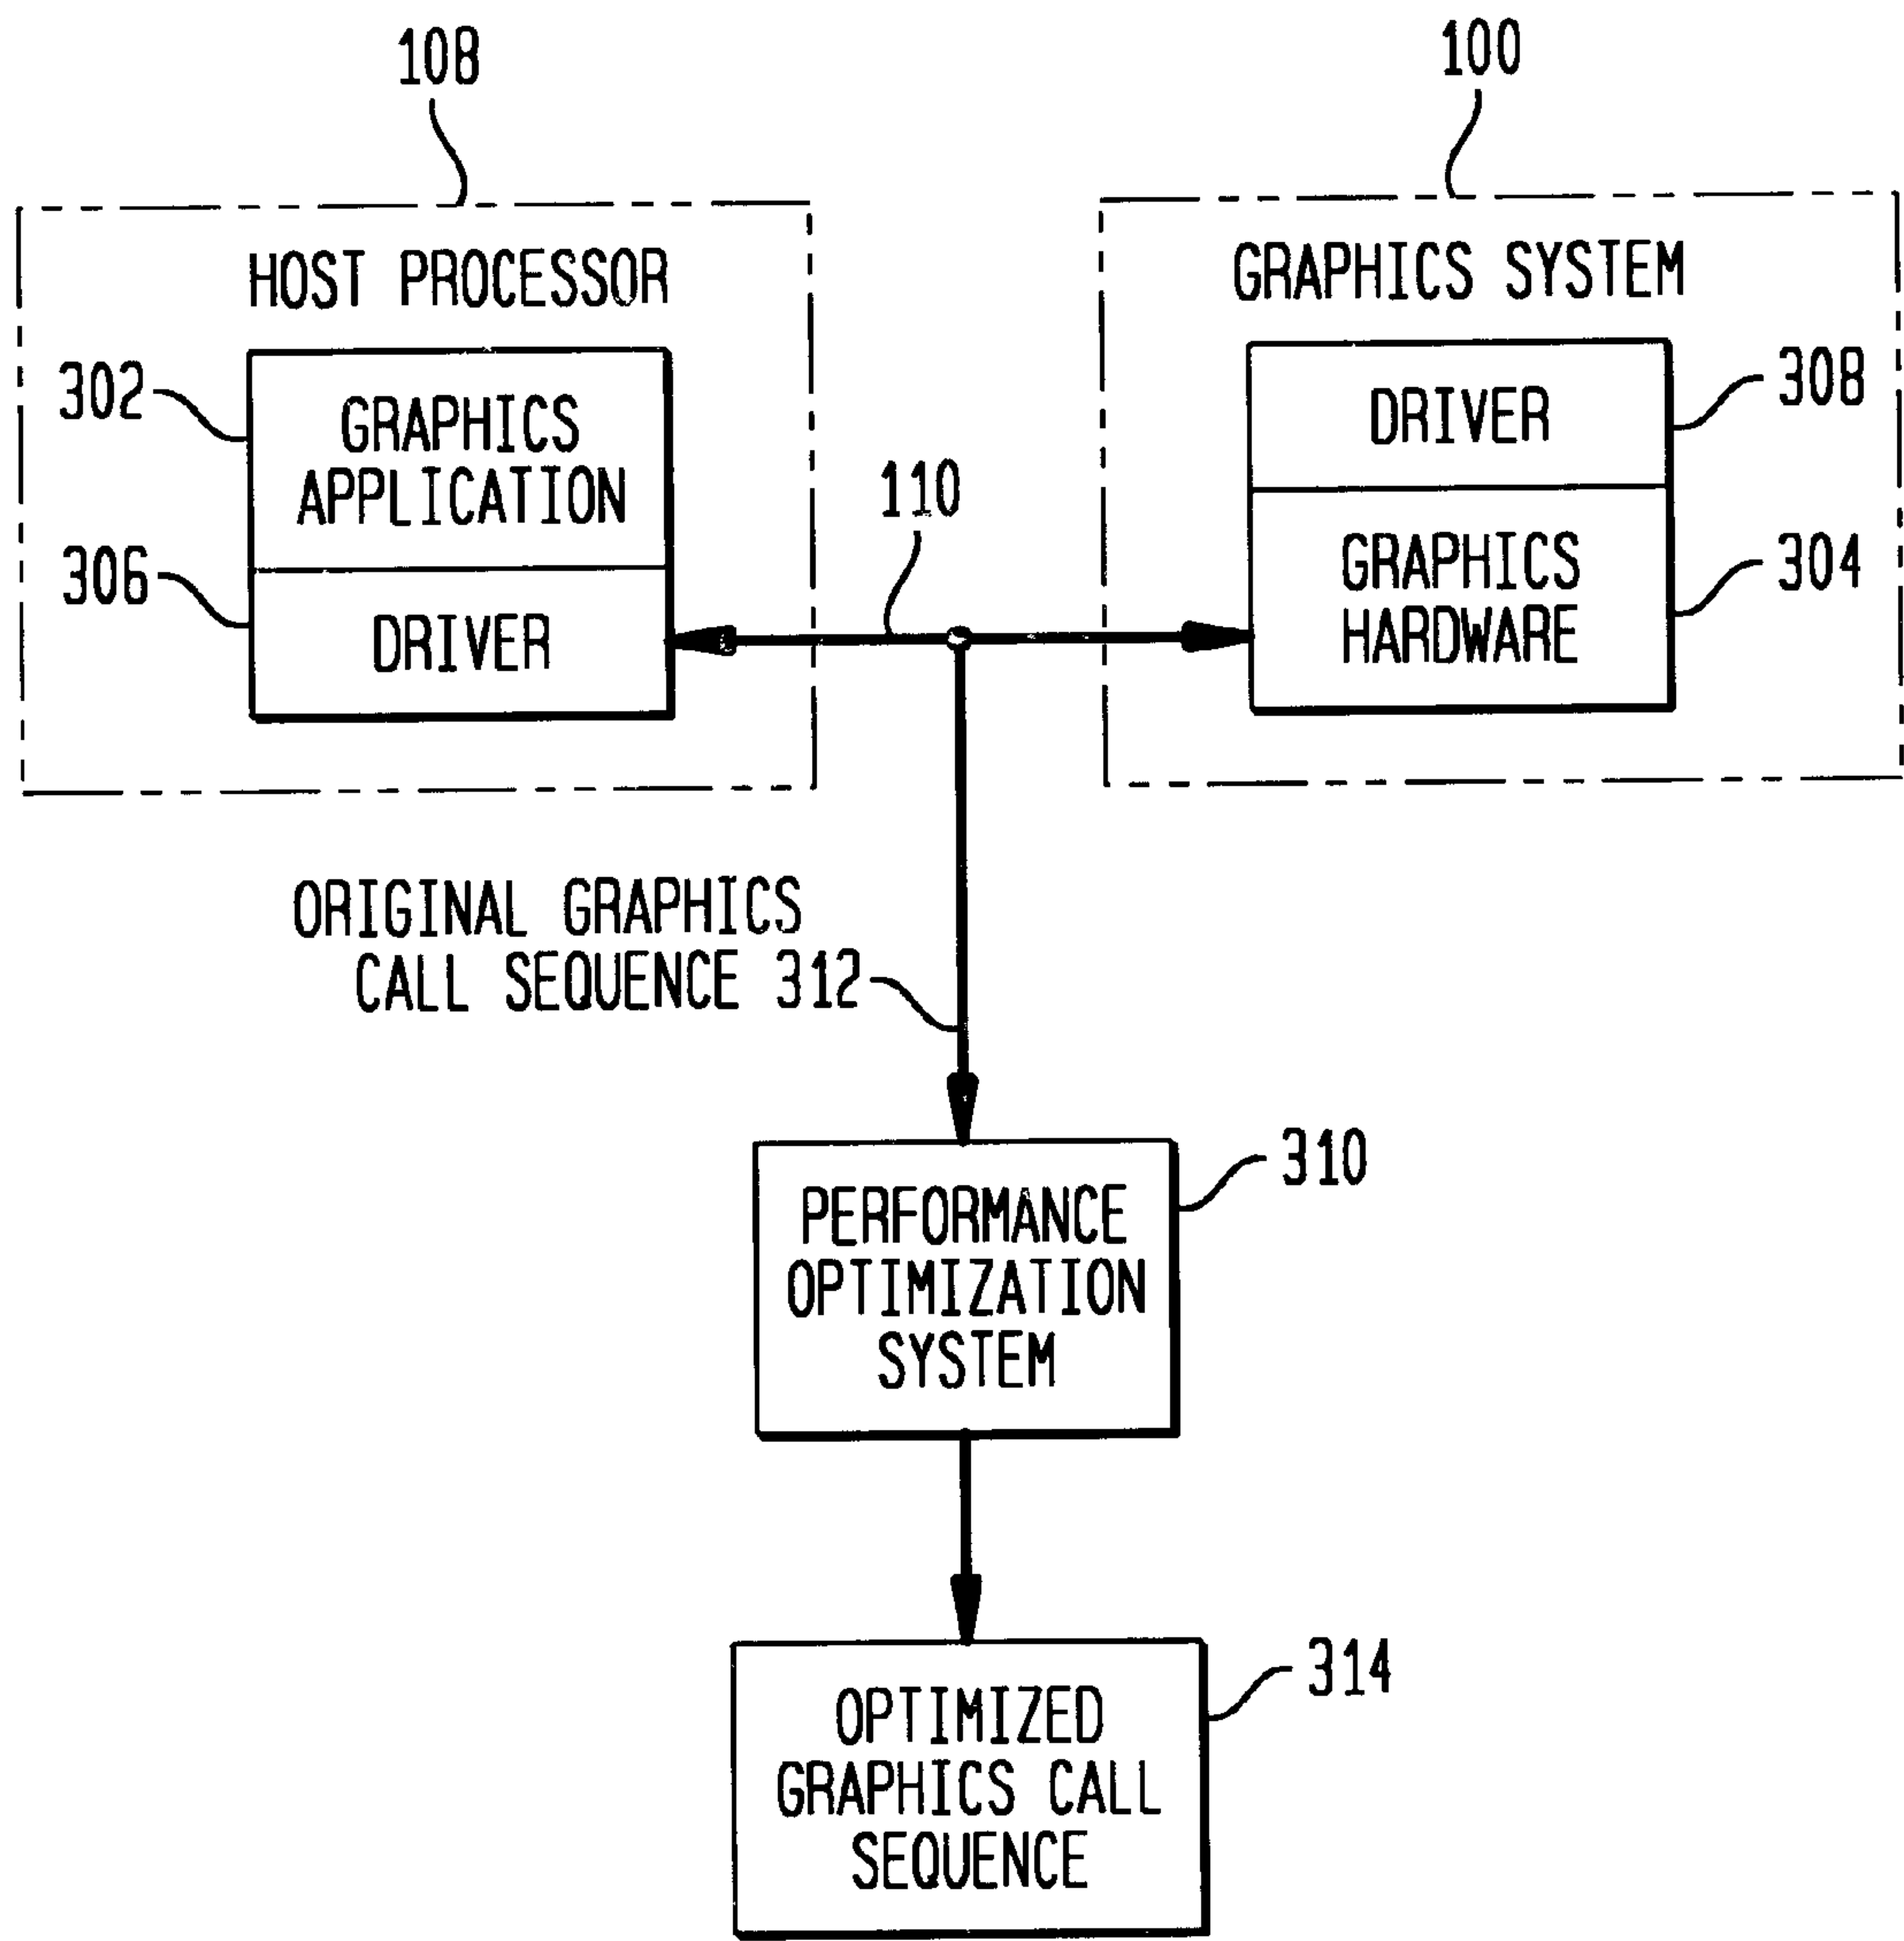 108
100
HOST PROCESSOR
GRAPHICS SYSTEM
302
GRAPHICS
APPLICATION
306
DRIVER
110
DRIVER
308
GRAPHICS
HARDWARE
304
ORIGINAL GRAPHICS
CALL SEQUENCE 312
PERFORMANCE
OPTIMIZATION
SYSTEM
310
OPTIMIZED
GRAPHICS CALL
SEQUENCE
314